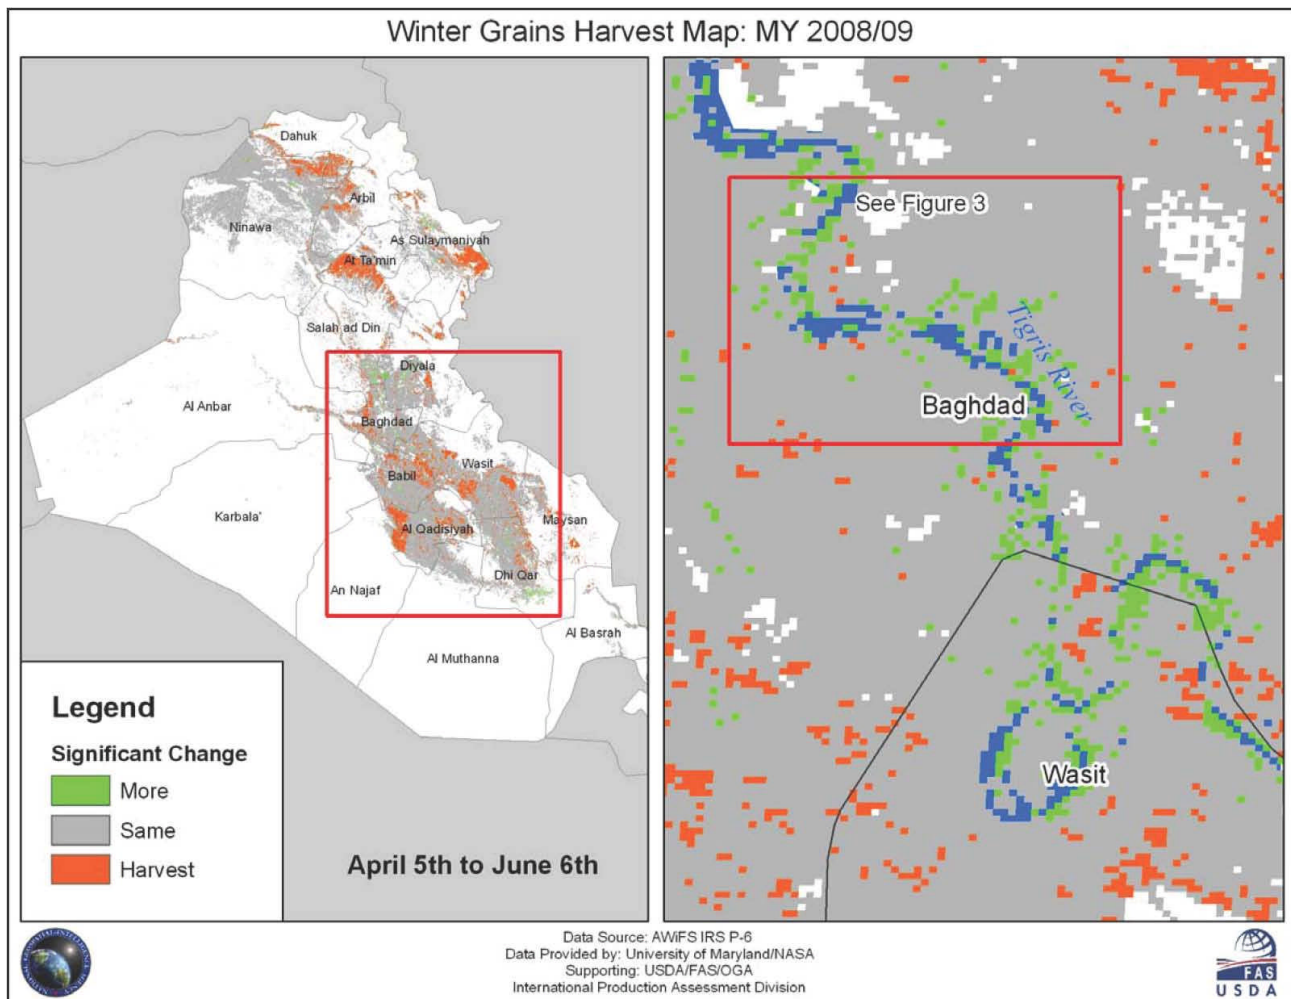 Winter Grains Harvest Map: MY 2008/09
Dahuk
Arbil
Ninawa
As Sulaymaniyah
At Ta'min
Salah ad Din
Diyala
Al Anbar
Baghdad
Wasit
Babil
Karbala'
Al Qadisiyah
Maysan
Dhi Qar
An Najaf
Al Basrah
Al Muthanna
Legend
Significant Change
More
Same
Harvest
April 5th to June 6th
See Figure 3
Tigris River
Baghdad
Wasit
Data Source: AWiFS IRS P-6
Data Provided by: University of Maryland/NASA
Supporting: USDA/FAS/OGA
International Production Assessment Division
FAS
USDA